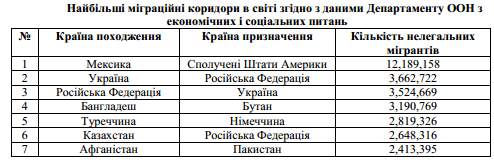 Найбільші міграційні коридори в світі згідно з даними Департаменту ООН з
економічних і соціальних питань
№ Країна походження Країна призначення Кількість нелегальних
мігрантів
1 Мексика Сполучені Штати Америки 12,189,158
2 Україна Російська Федерація 3,662,722
3 Російська Федерація Україна 3,524,669
4 Бангладеш Бутан 3,190,769
5 Туреччина Німеччина 2,819,326
6 Казахстан Російська Федерація 2,648,316
7 Афганістан Пакистан 2,413,395